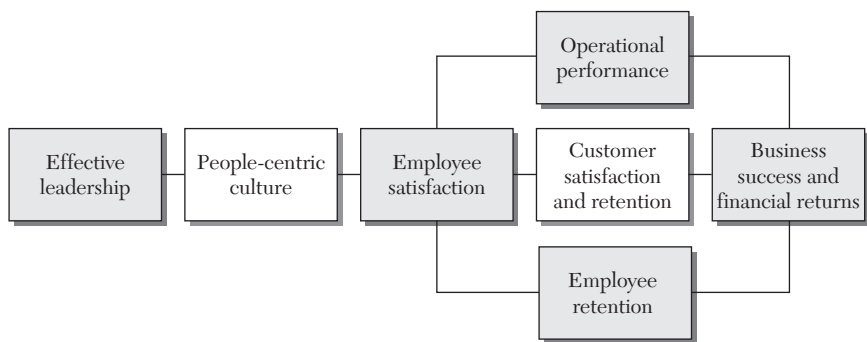 Operational
performance
Effective
leadership
People-centric
culture
Employee
satisfaction
Customer
satisfaction
and retention
Business
success and
financial returns
Employee
retention